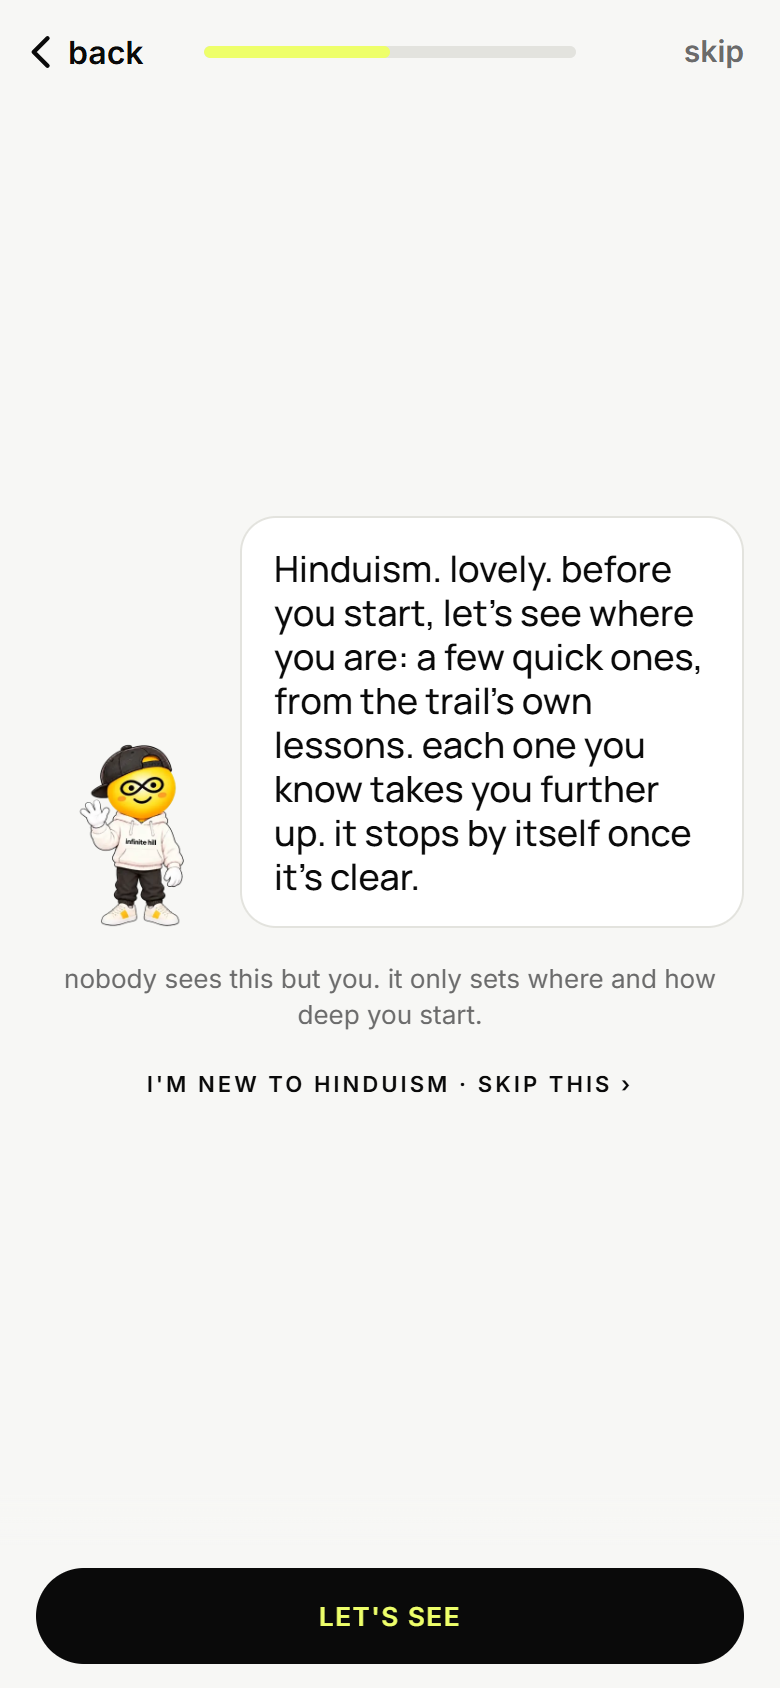 back
skip
Hinduism. lovely. before
you start, let’s see where
you are: a few quick ones,
from the trail’s own
lessons. each one you
know takes you further
up. it stops by itself once
it’s clear.
infinite hill
nobody sees this but you. it only sets where and how
deep you start.
I'M NEW TO HINDUISM · SKIP THIS ›
LET'S SEE